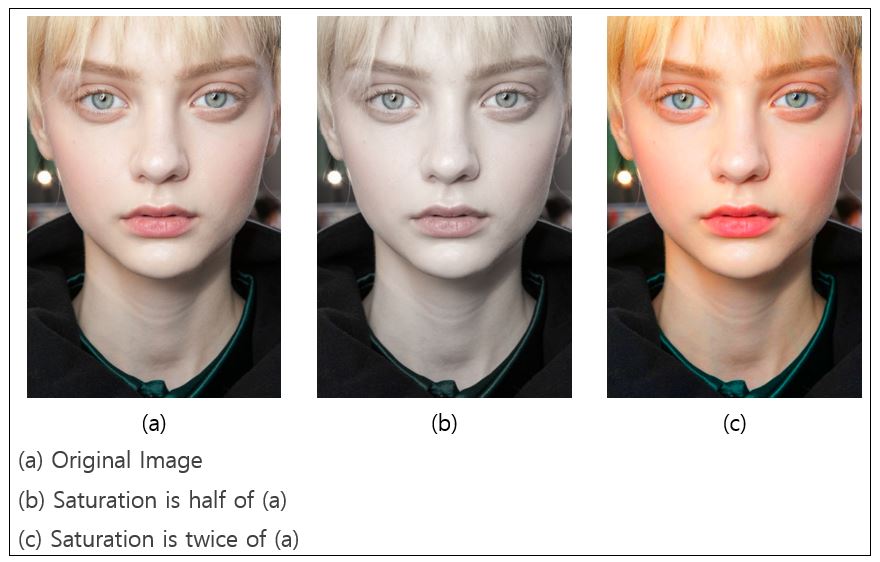 (a) (b) (c)
(a) Original Image
(b) Saturation is half of (a)
(c) Saturation is twice of (a)